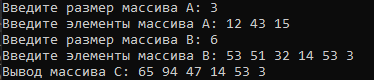 Введите размер массива A: 3
Введите элементы массива A: 12 43 15
Введите размер массива B: 6
Введите элементы массива B: 53 51 32 14 53 3
Вывод массива C: 65 94 47 14 53 3